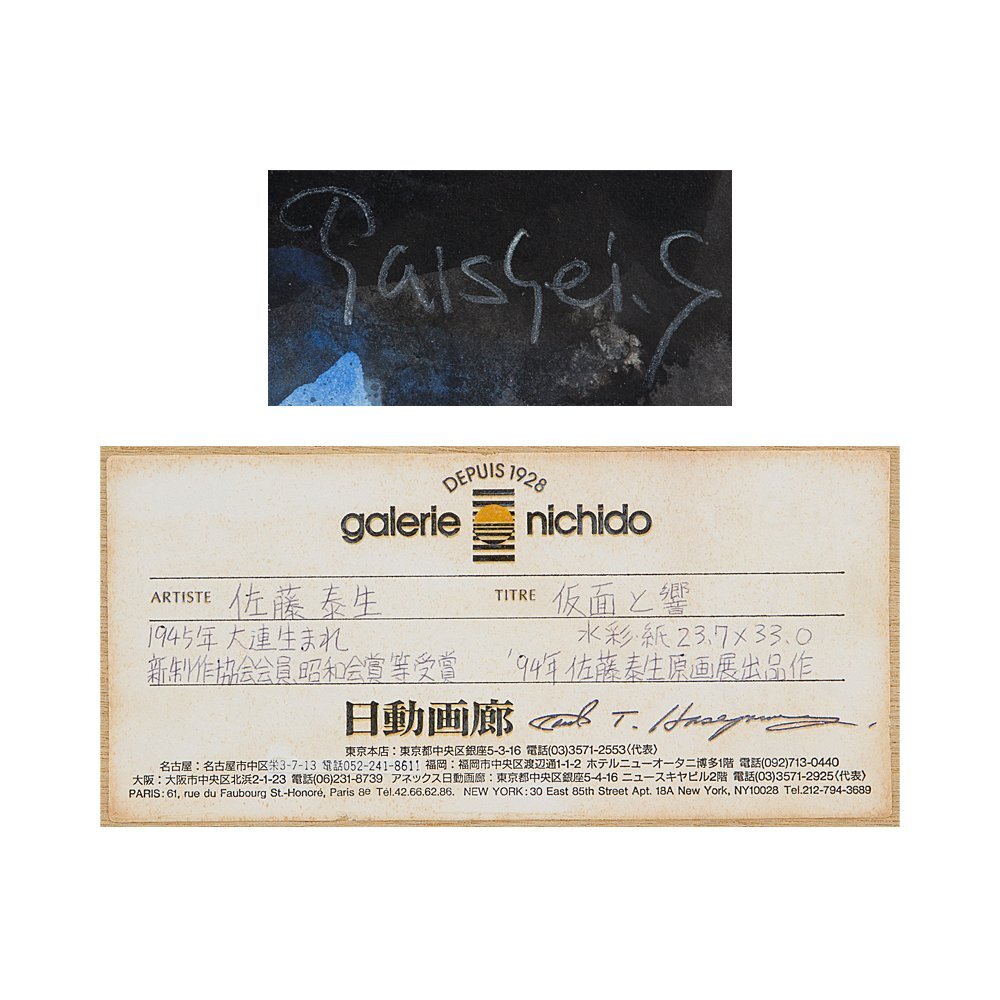 Taisei.S
DEPUIS 1928
galerie nichido
ARTISTE 佐藤泰生 TITRE 仮面と響
1945年 大連生まれ 水彩・紙 23.7×33.0
新制作協会会員 昭和会賞等受賞 '94年 佐藤泰生原画展出品作
日動画廊 T. Hasegawa
東京本店:東京都中央区銀座5-3-16 電話(03)3571-2553〈代表〉
名古屋:名古屋市中区栄3-7-13 電話052-241-8611 福岡:福岡市中央区渡辺通1-1-2 ホテルニューオータニ博多1階 電話(092)713-0440
大阪:大阪市中央区北浜2-1-23 電話(06)231-8739 アネックス日動画廊:東京都中央区銀座5-4-16 ニュースキヤビル2階 電話(03)3571-2925〈代表〉
PARIS: 61, rue du Faubourg St.-Honoré, Paris 8e Tél.42.66.62.86. NEW YORK: 30 East 85th Street Apt. 18A New York, NY10028 Tel.212-794-3689